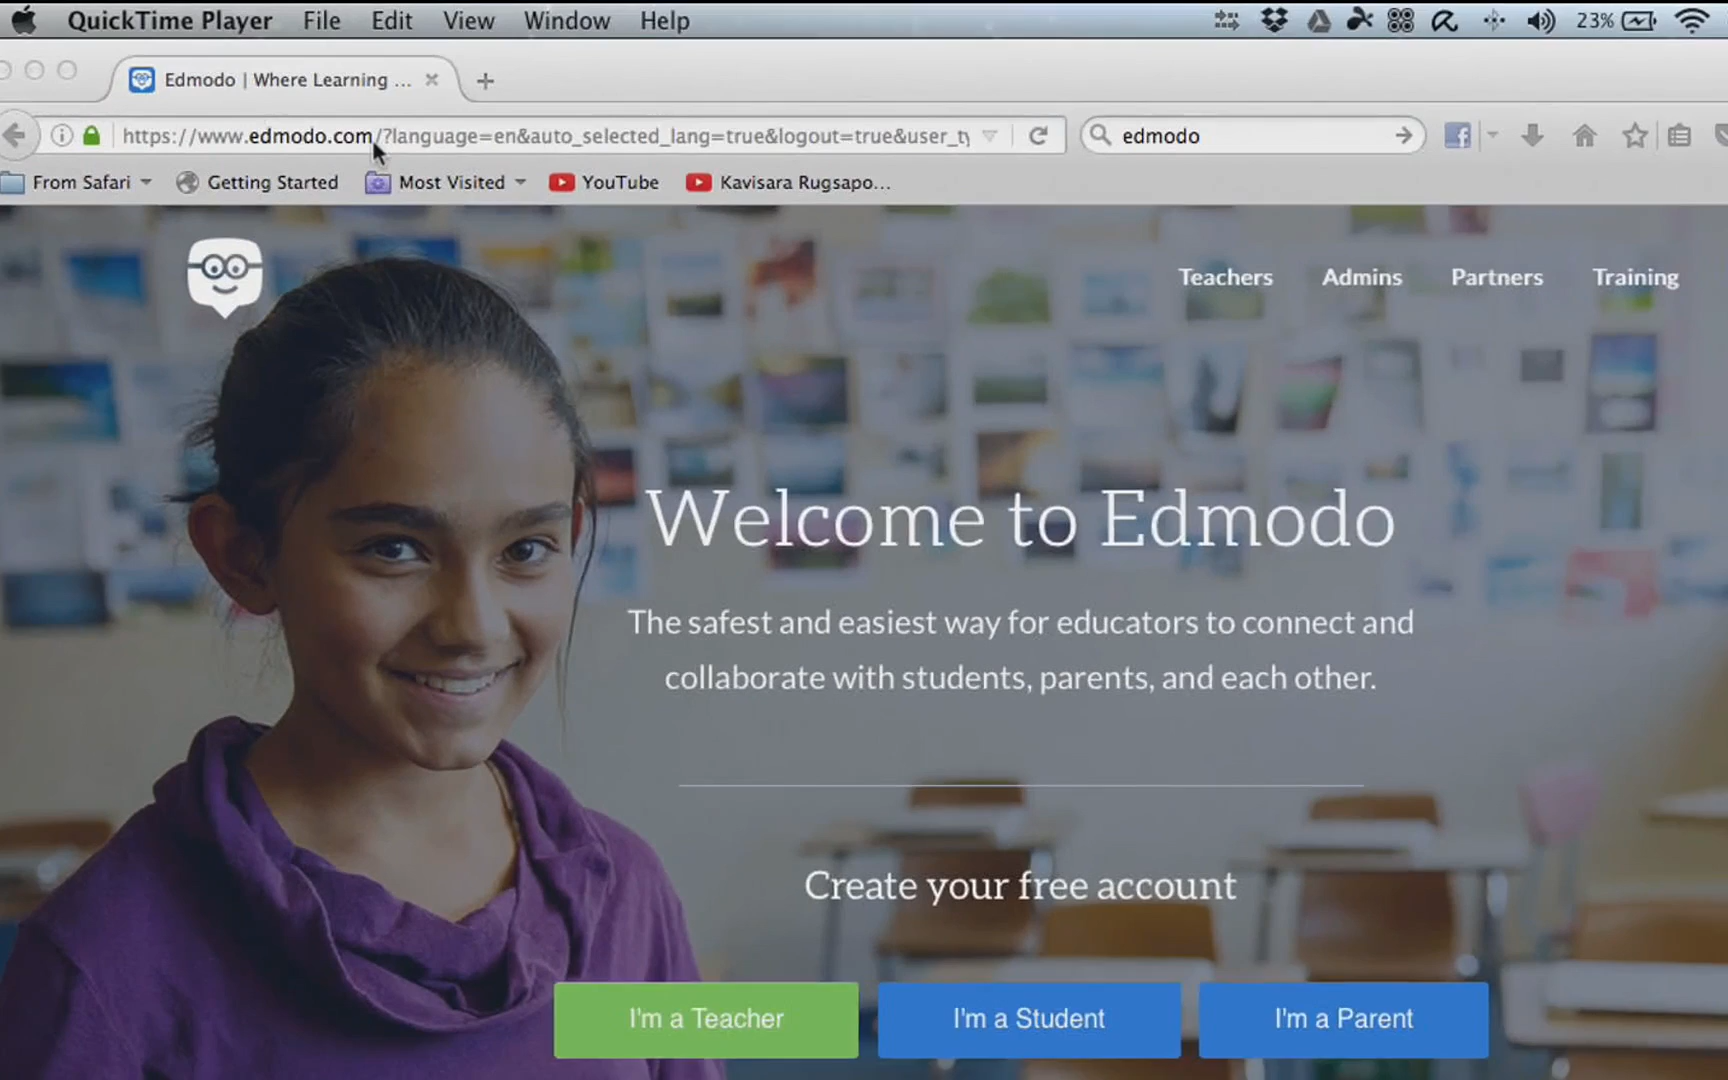 QuickTime Player File Edit View Window Help 23%
Edmodo | Where Learning ...
https://www.edmodo.com/?language=en&auto_selected_lang=true&logout=true&user_ty edmodo
From Safari Getting Started Most Visited YouTube Kavisara Rugsapo...
Teachers Admins Partners Training
Welcome to Edmodo
The safest and easiest way for educators to connect and
collaborate with students, parents, and each other.
Create your free account
I'm a Teacher I'm a Student I'm a Parent